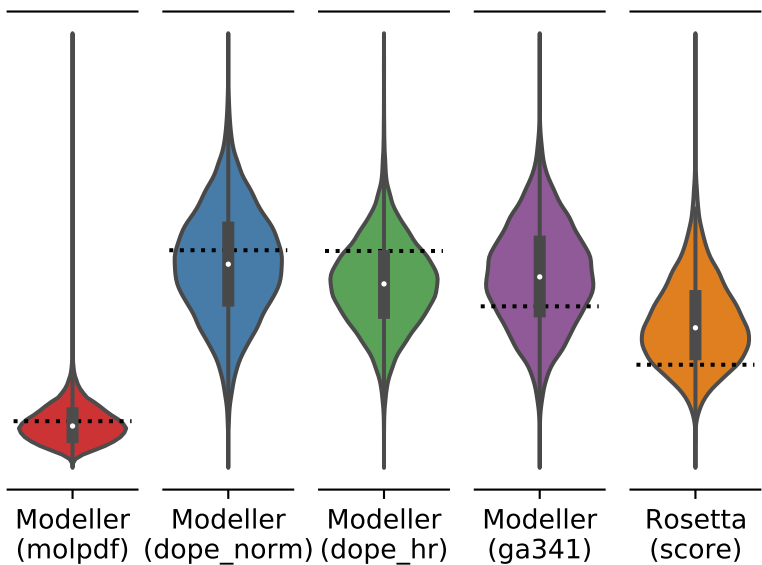 Modeller
(molpdf)
Modeller
(dope_norm)
Modeller
(dope_hr)
Modeller
(ga341)
Rosetta
(score)